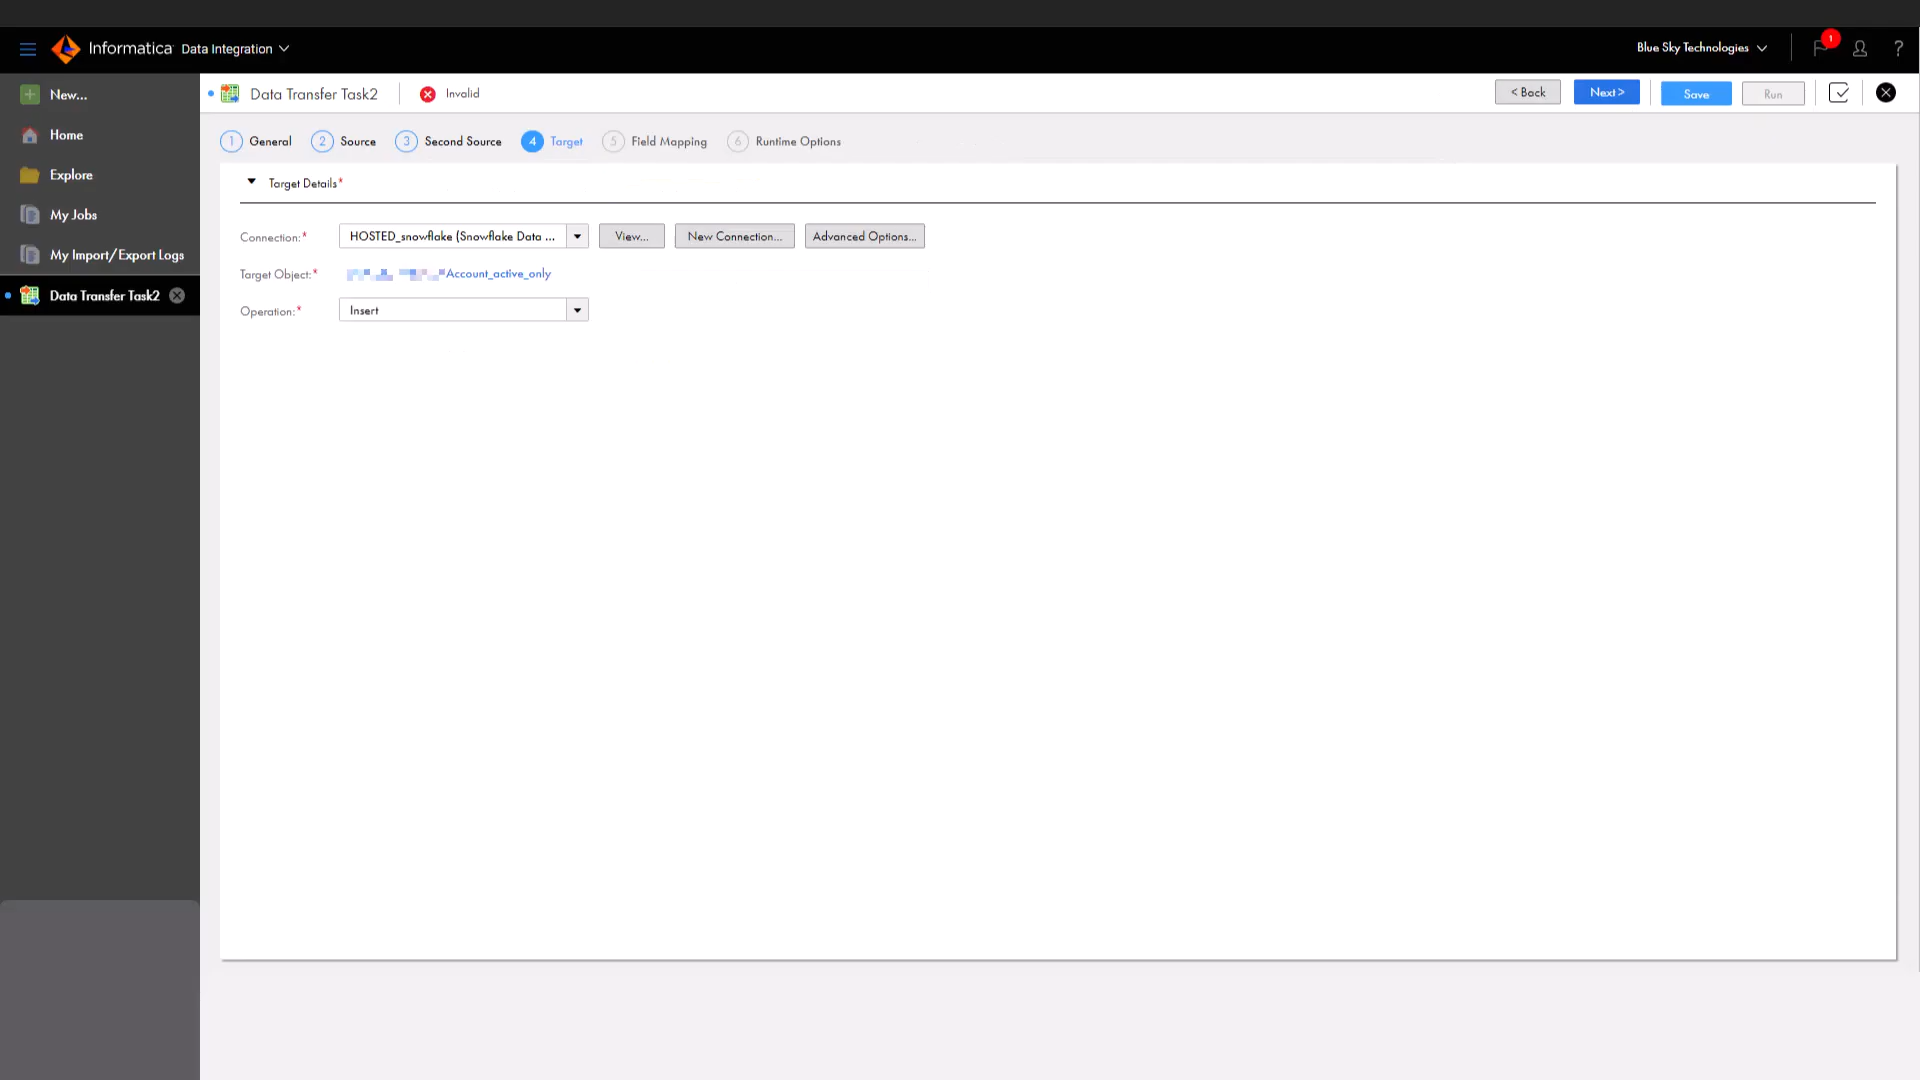 Informatica Data Integration
Blue Sky Technologies
1
?
New...
Home
Explore
My Jobs
My Import/Export Logs
Data Transfer Task2
Data Transfer Task2
Invalid
< Back
Next >
Save
Run
1 General
2 Source
3 Second Source
4 Target
5 Field Mapping
6 Runtime Options
Target Details*
Connection:* HOSTED_snowflake (Snowflake Data ... View... New Connection... Advanced Options...
Target Object:* Account_active_only
Operation:* Insert